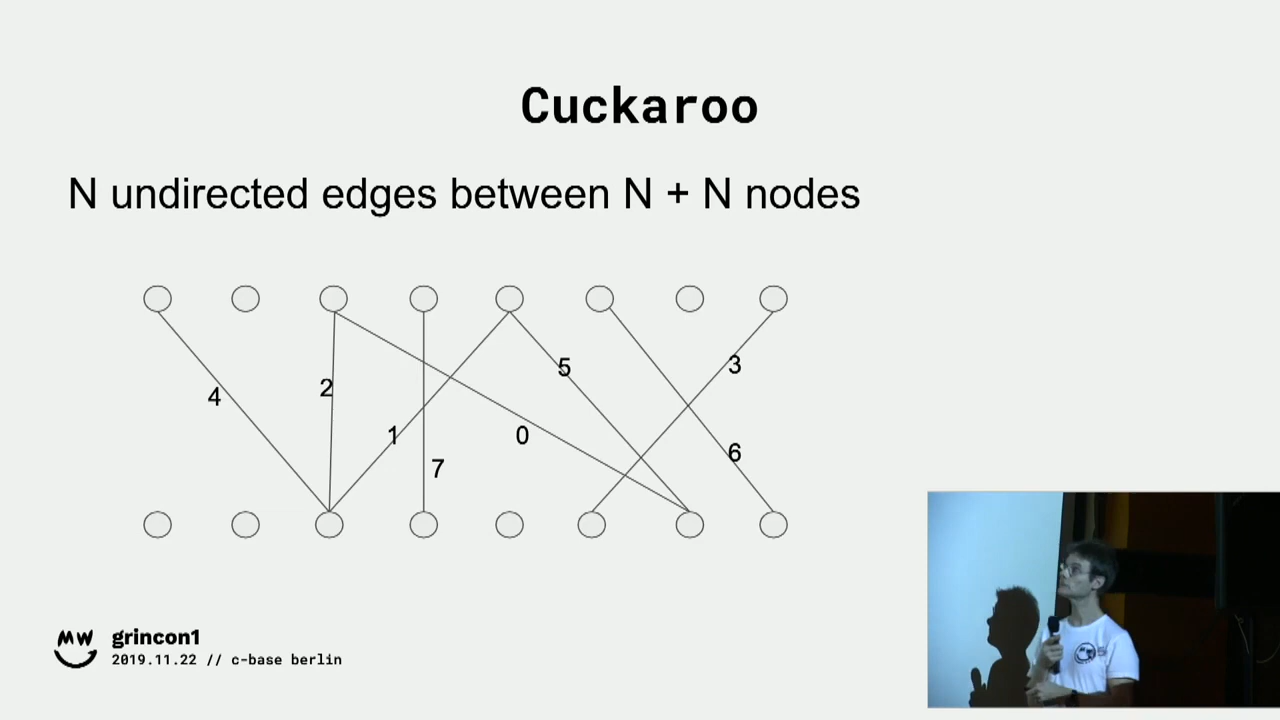 Cuckaroo
N undirected edges between N + N nodes
5
3
2
4
1
0
6
7
MW
grincon1
2019.11.22 // c-base berlin